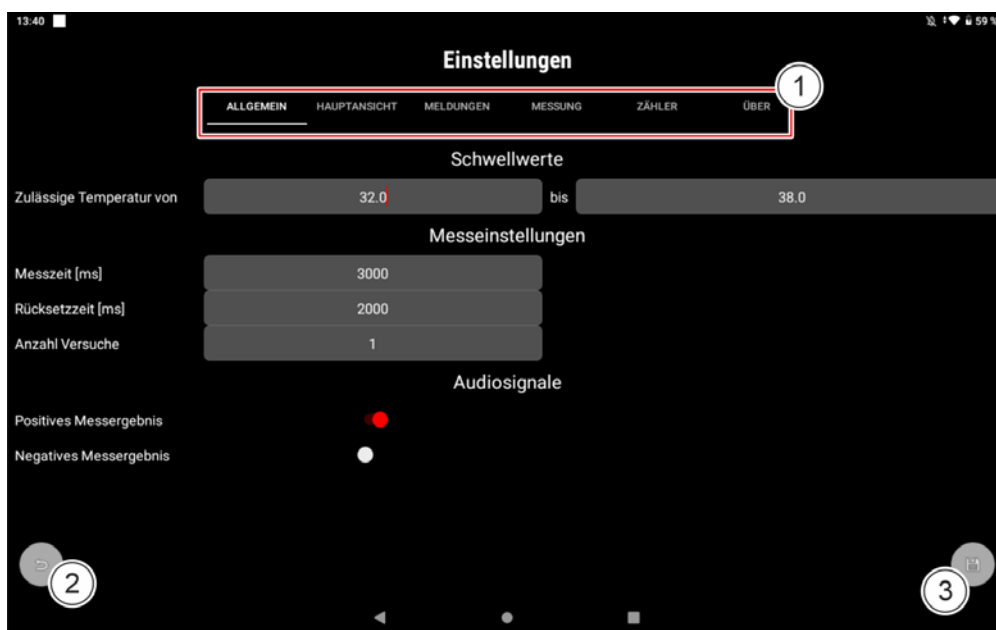 13:40 59 %
Einstellungen
1
ALLGEMEIN HAUPTANSICHT MELDUNGEN MESSUNG ZÄHLER ÜBER
Schwellwerte
Zulässige Temperatur von 32.0 bis 38.0
Messeinstellungen
Messzeit [ms] 3000
Rücksetzzeit [ms] 2000
Anzahl Versuche 1
Audiosignale
Positives Messergebnis
Negatives Messergebnis
2 3